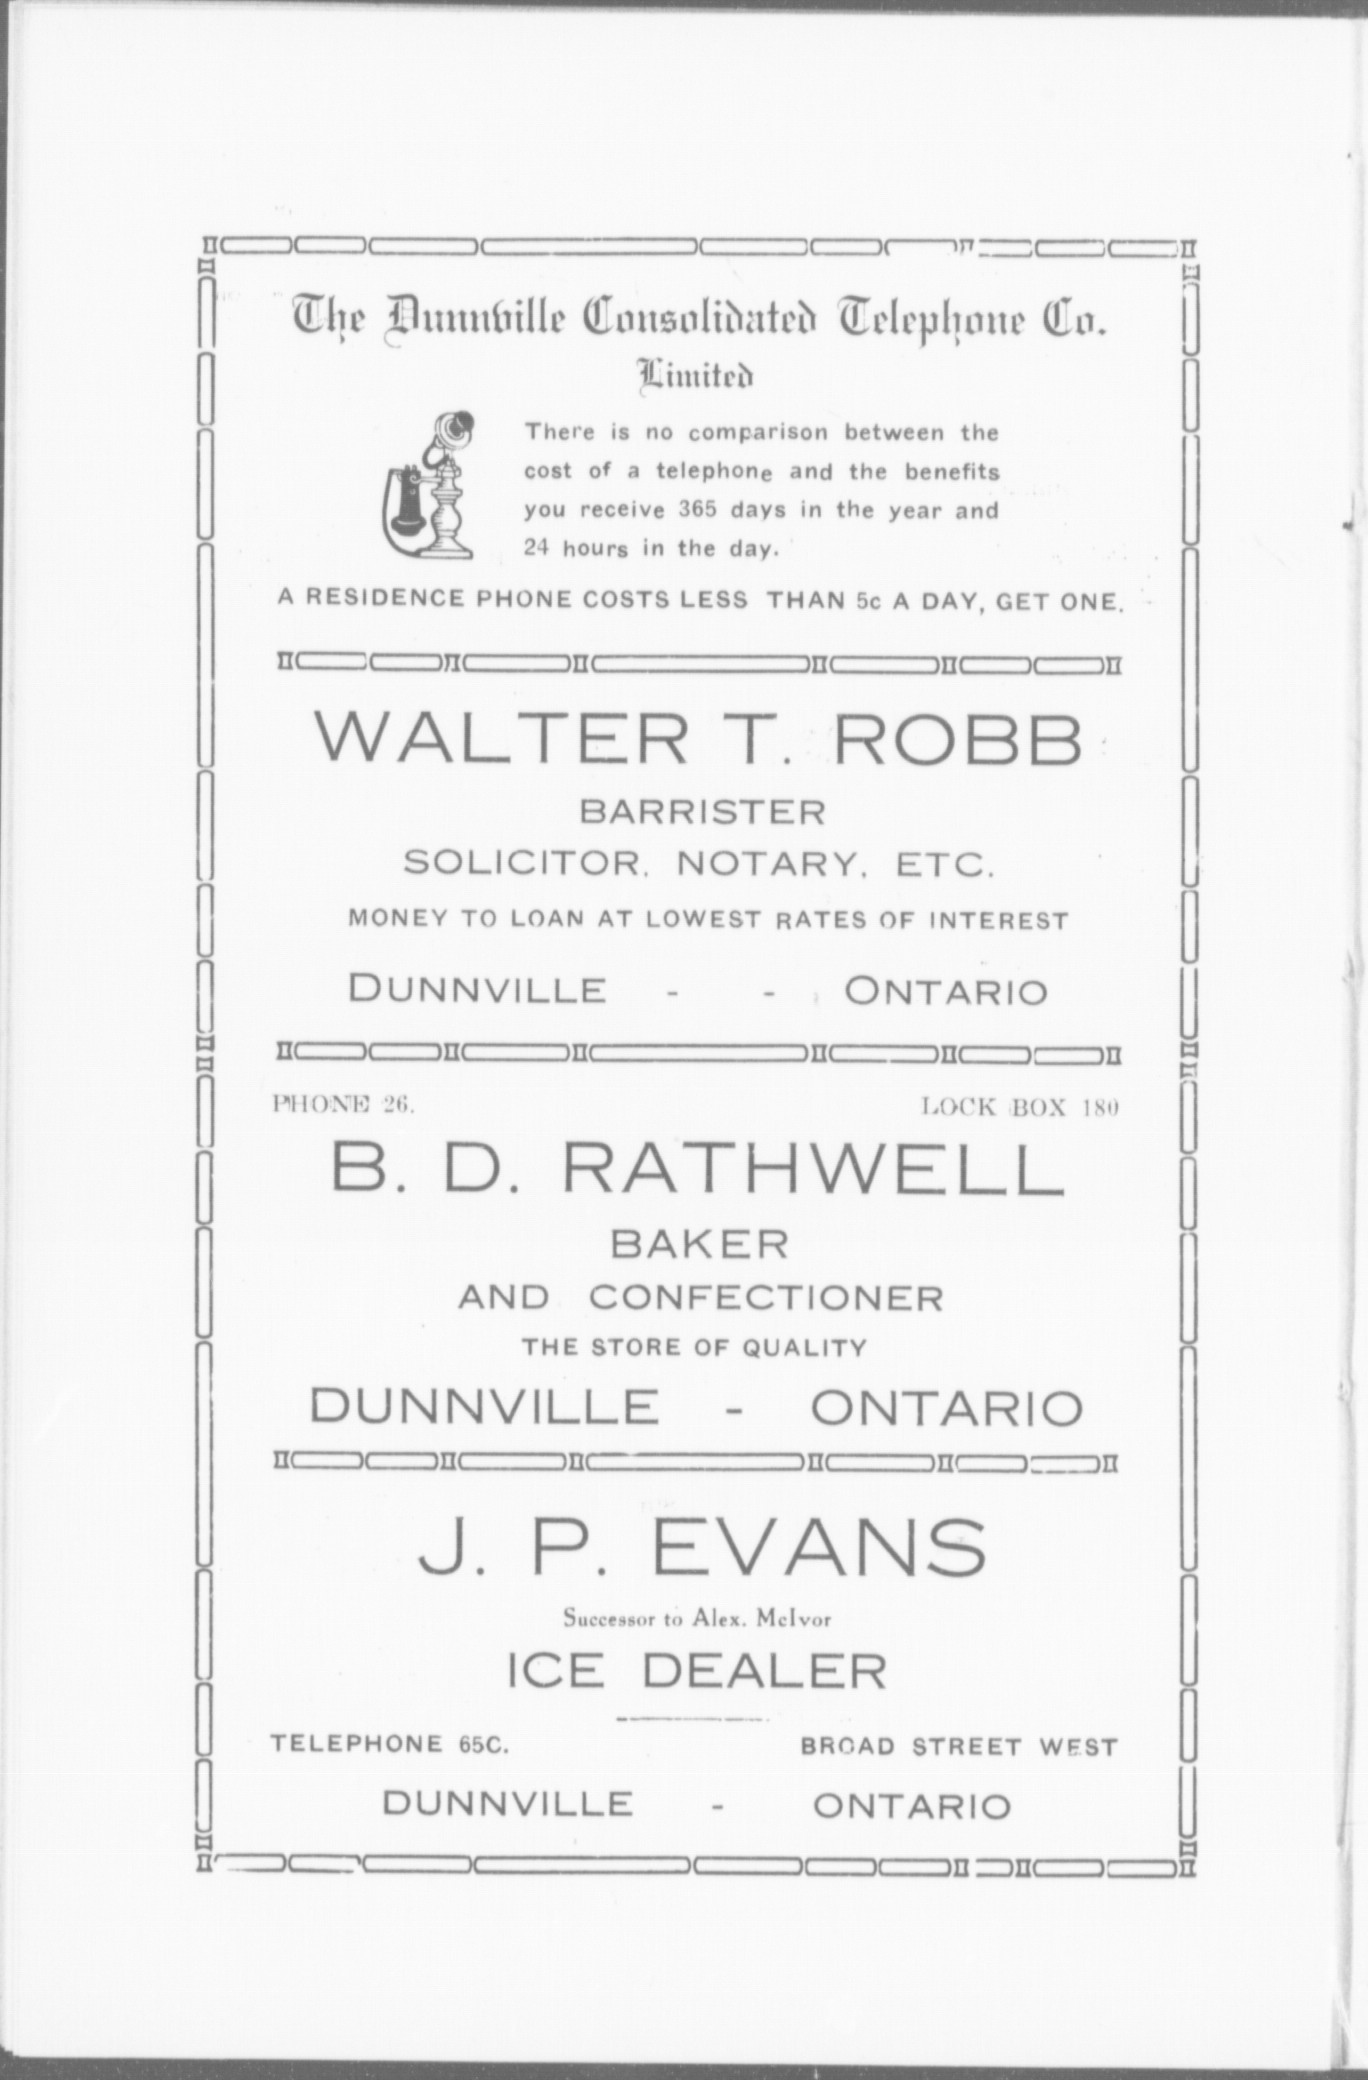 The Dunnville Consolidated Telephone Co.
Limited
There is no comparison between the
cost of a telephone and the benefits
you receive 365 days in the year and
24 hours in the day.
A RESIDENCE PHONE COSTS LESS THAN 5c A DAY, GET ONE.
WALTER T. ROBB
BARRISTER
SOLICITOR, NOTARY, ETC.
MONEY TO LOAN AT LOWEST RATES OF INTEREST
DUNNVILLE - - ONTARIO
PHONE 26. LOCK BOX 180
B. D. RATHWELL
BAKER
AND CONFECTIONER
THE STORE OF QUALITY
DUNNVILLE - ONTARIO
J. P. EVANS
Successor to Alex. McIvor
ICE DEALER
TELEPHONE 65C. BROAD STREET WEST
DUNNVILLE - ONTARIO